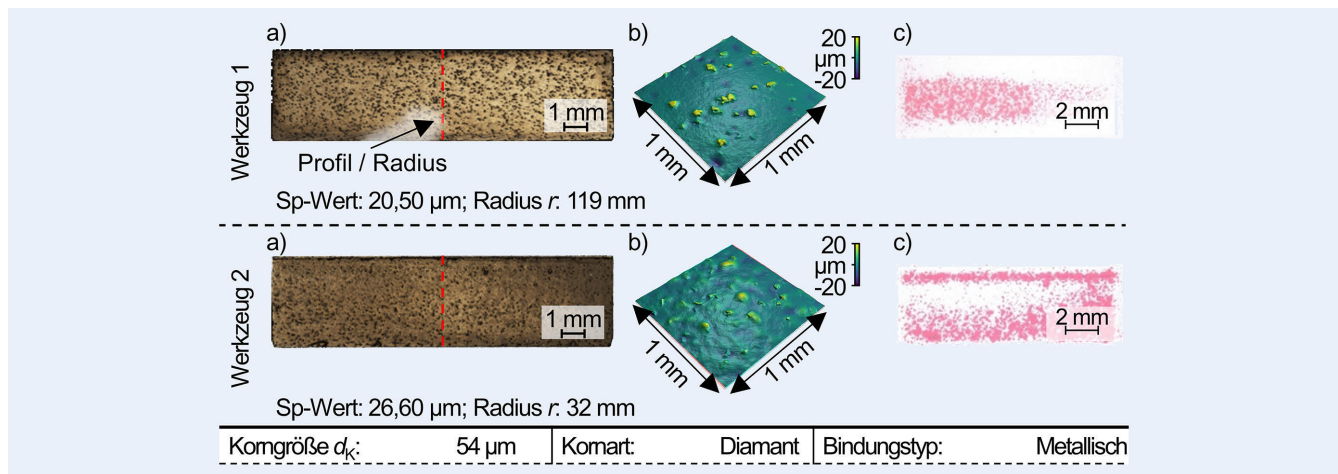 Werkzeug 1
a)
1 mm
Profil / Radius
b)
20
µm
-20
1 mm
1 mm
c)
2 mm
Sp-Wert: 20,50 µm; Radius r: 119 mm
Werkzeug 2
a)
1 mm
b)
20
µm
-20
1 mm
1 mm
c)
2 mm
Sp-Wert: 26,60 µm; Radius r: 32 mm
Korngröße dK: 54 µm Kornart: Diamant Bindungstyp: Metallisch